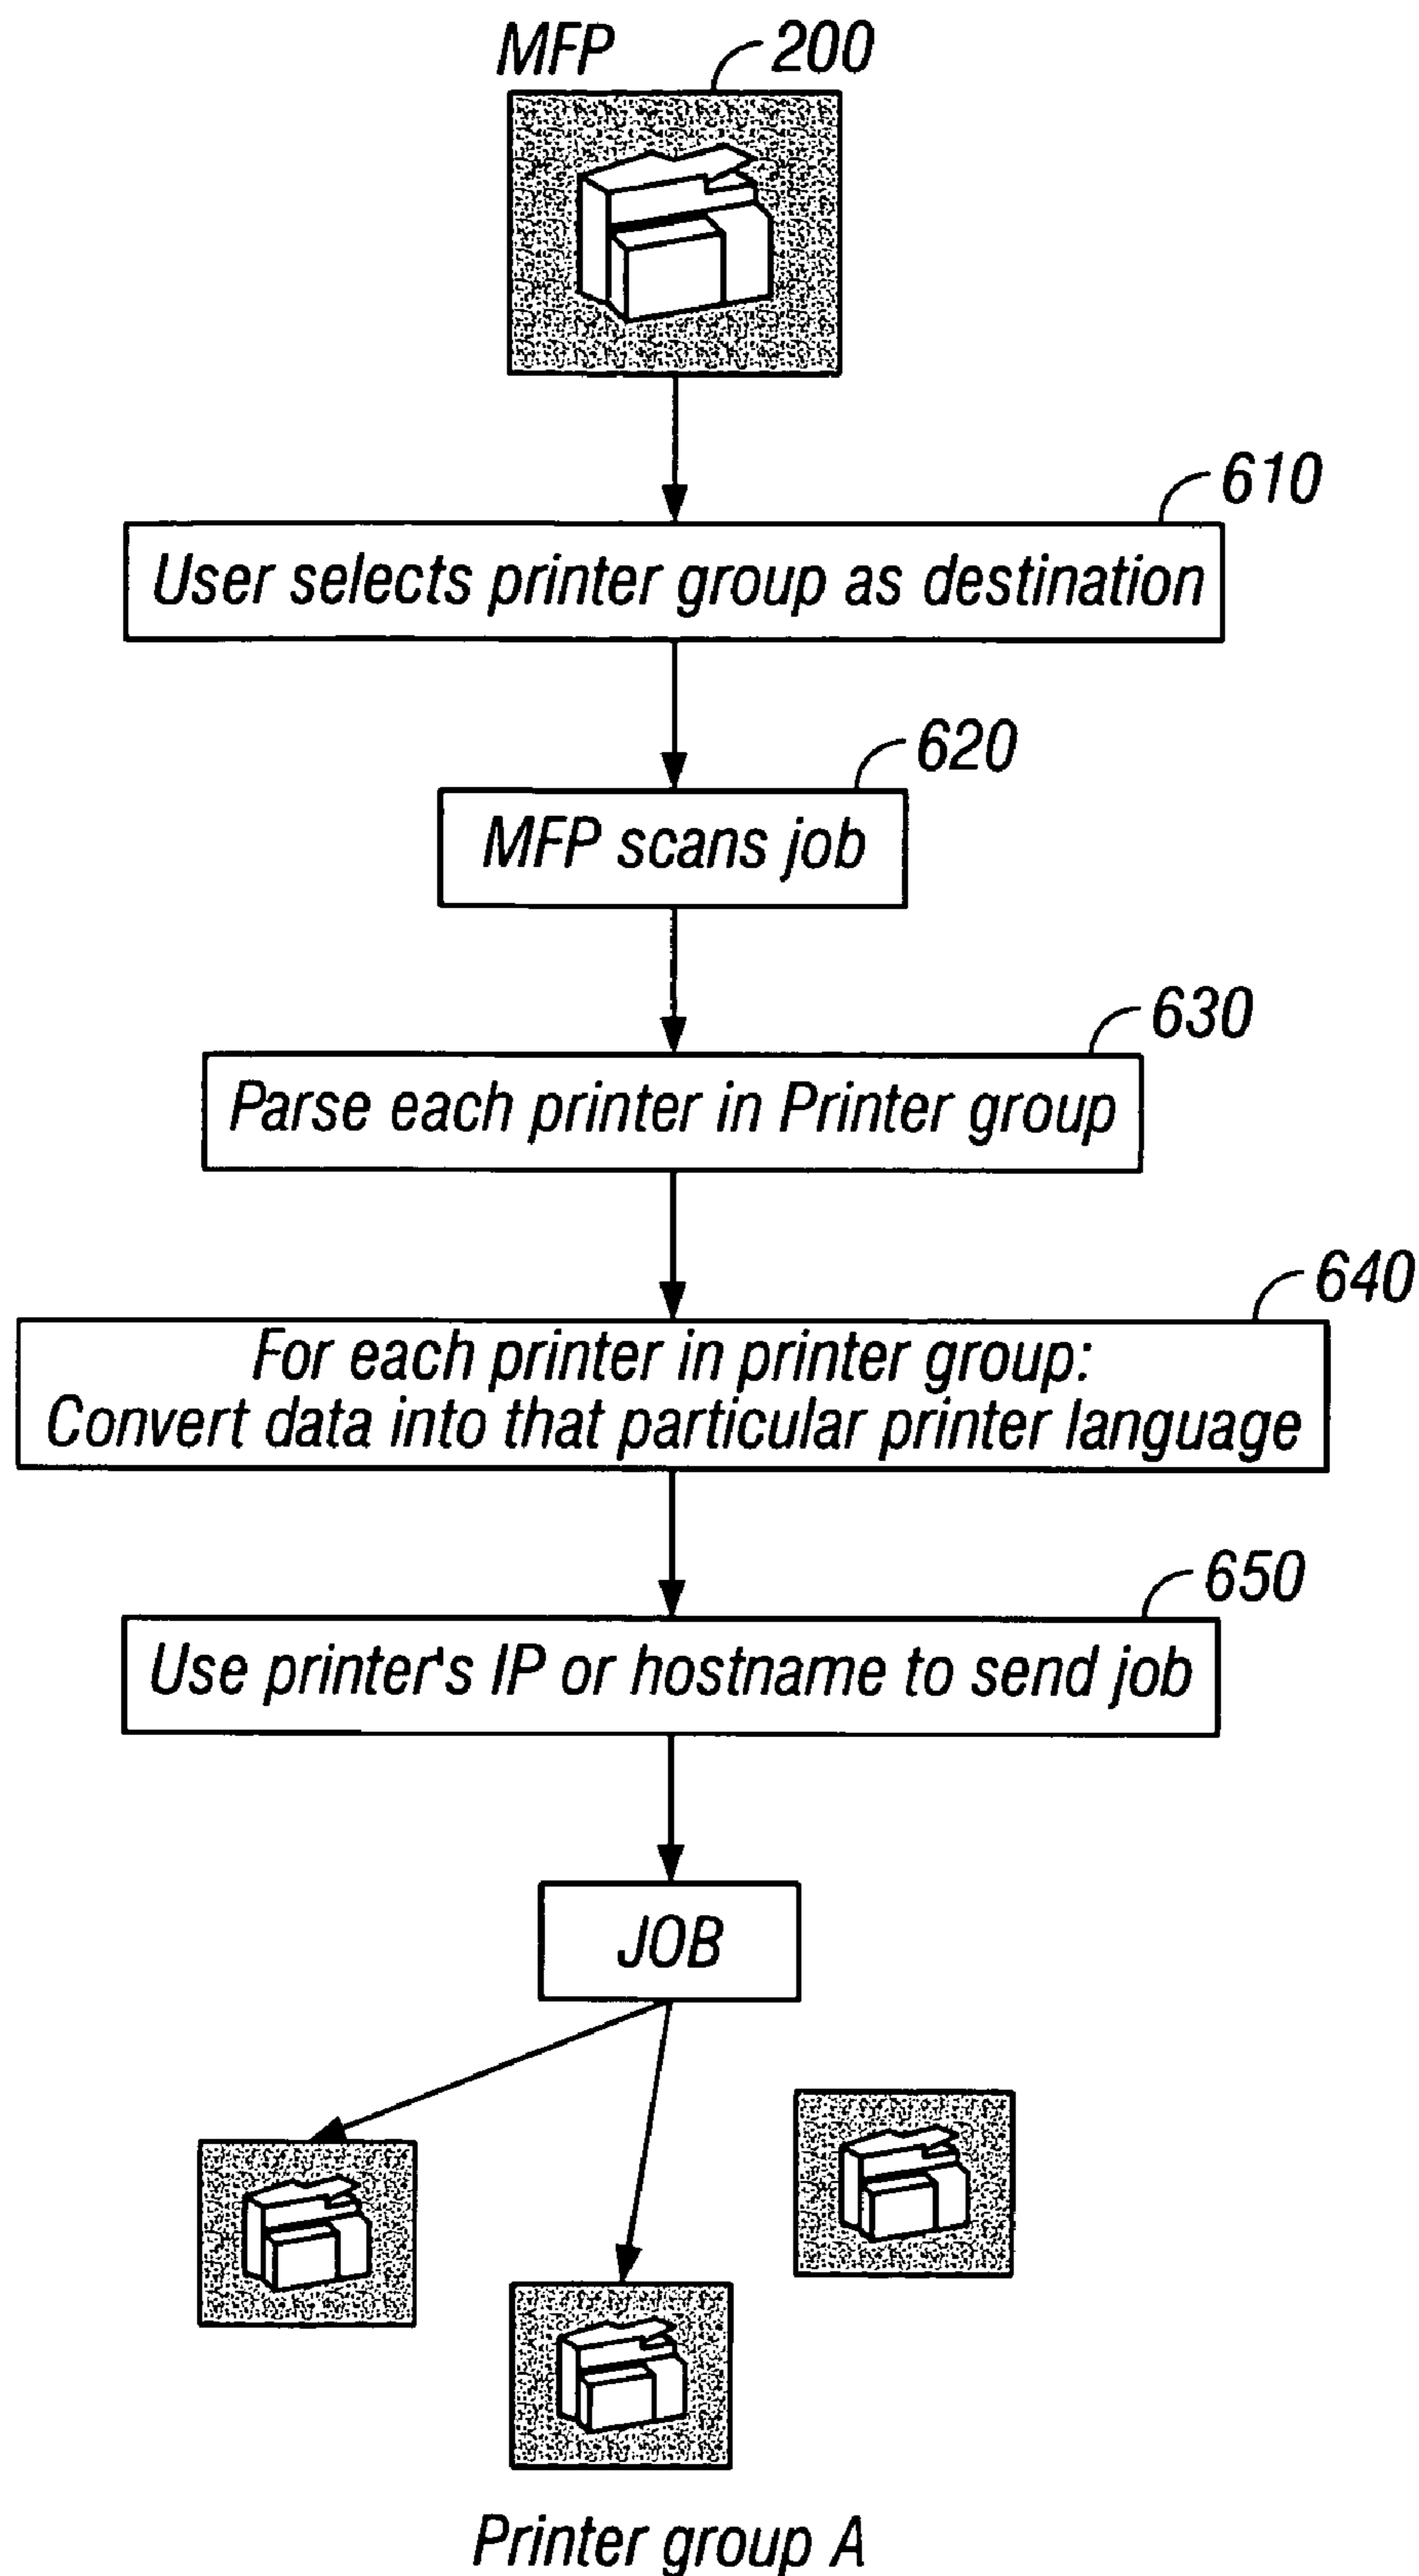 MFP 200
610
User selects printer group as destination
620
MFP scans job
630
Parse each printer in Printer group
640
For each printer in printer group:
Convert data into that particular printer language
650
Use printer's IP or hostname to send job
JOB
Printer group A